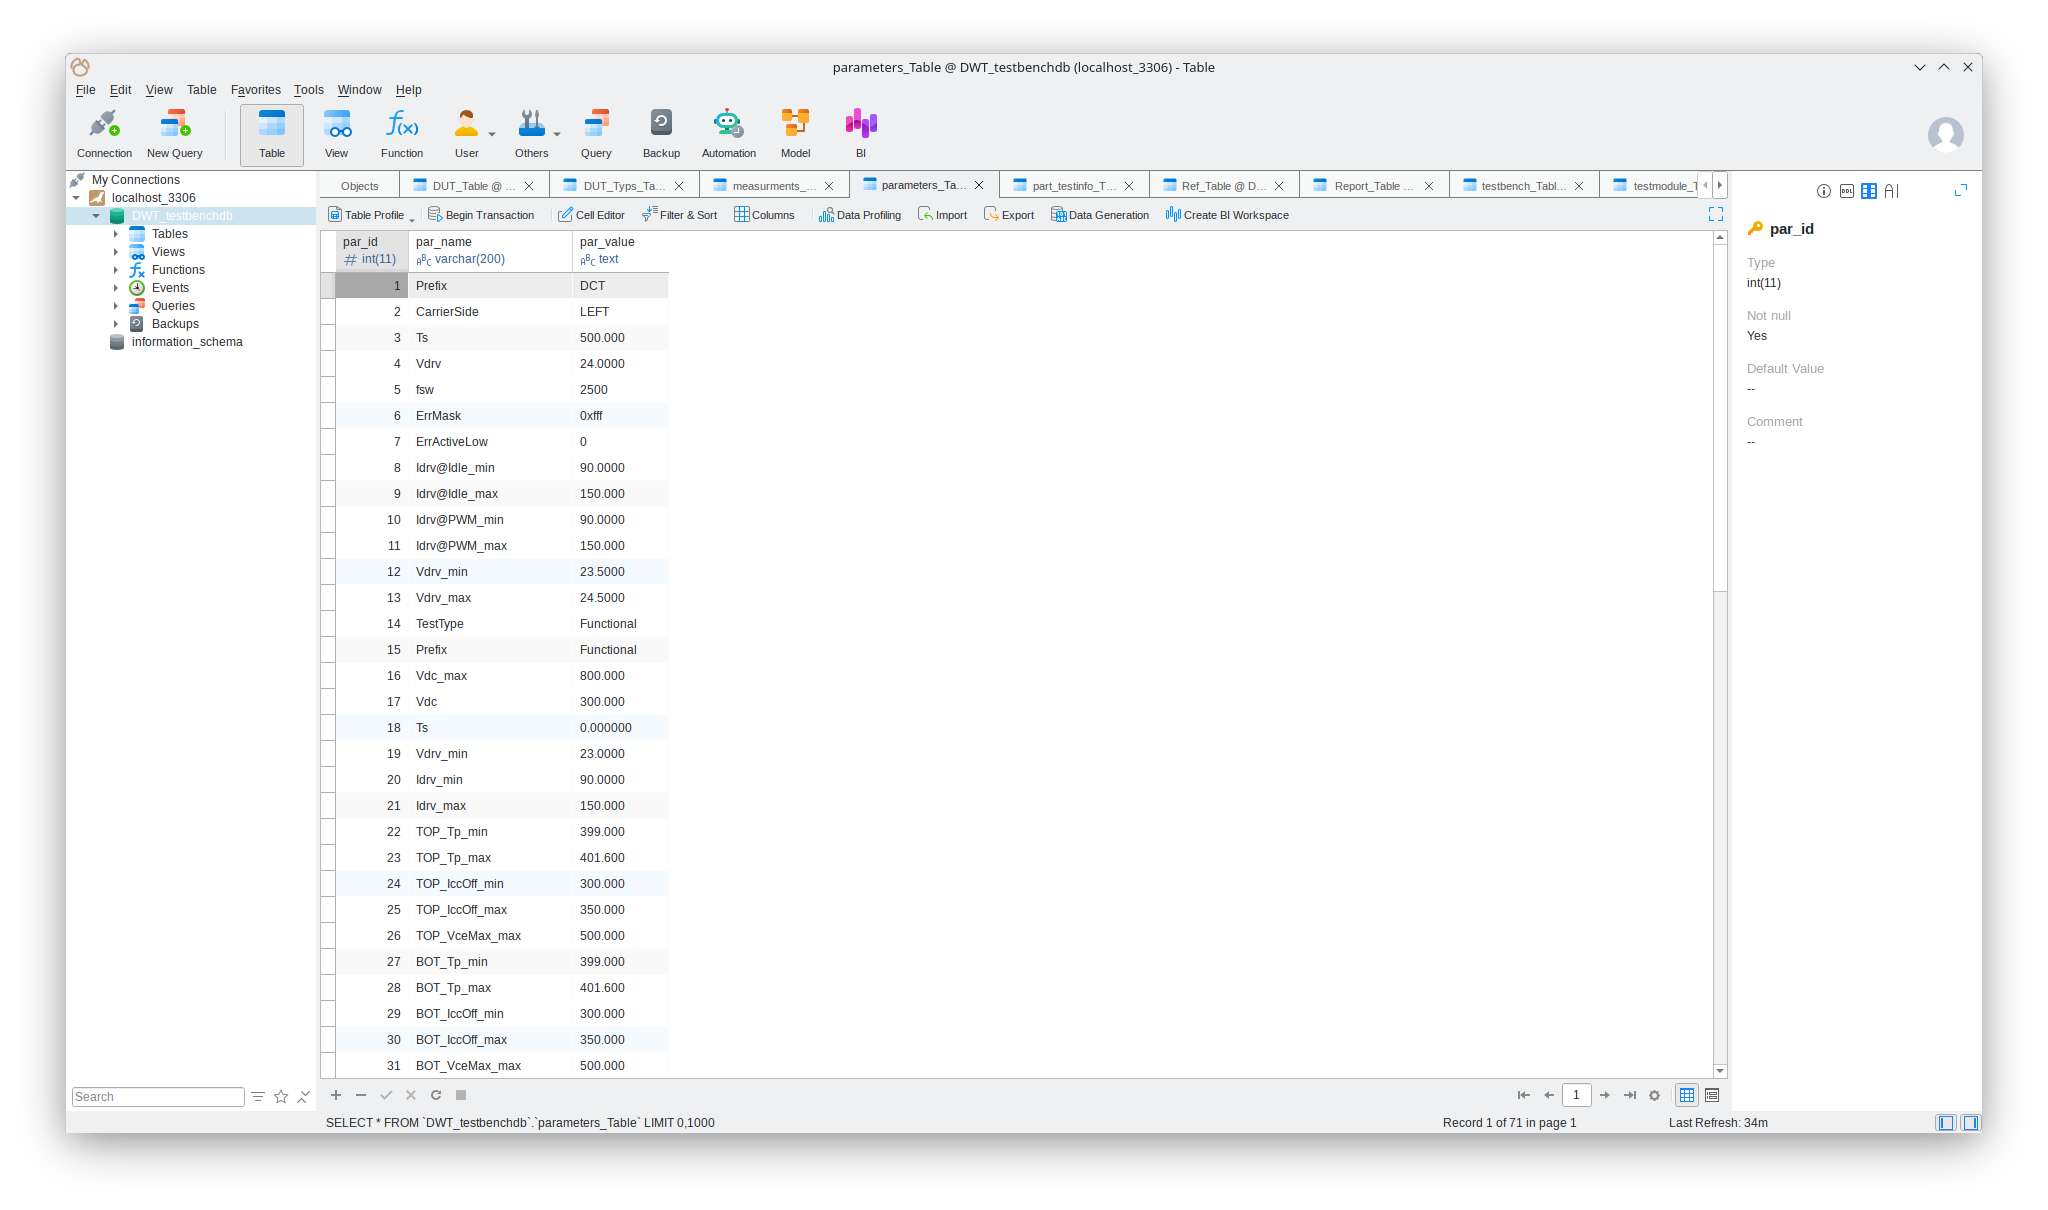 parameters_Table @ DWT_testbenchdb (localhost_3306) - Table
File Edit View Table Favorites Tools Window Help
Connection New Query Table View Function User Others Query Backup Automation Model BI
My Connections
localhost_3306
DWT_testbenchdb
Tables
Views
Functions
Events
Queries
Backups
information_schema
Search
Objects DUT_Table @ ... DUT_Typs_Ta... measurments_... parameters_Ta... part_testinfo_T... Ref_Table @ D... Report_Table ... testbench_Tabl... testmodule_T
Table Profile Begin Transaction Cell Editor Filter & Sort Columns Data Profiling Import Export Data Generation Create BI Workspace
par_id par_name par_value
# int(11) ABC varchar(200) ABC text
1 Prefix DCT
2 CarrierSide LEFT
3 Ts 500.000
4 Vdrv 24.0000
5 fsw 2500
6 ErrMask 0xfff
7 ErrActiveLow 0
8 Idrv@Idle_min 90.0000
9 Idrv@Idle_max 150.000
10 Idrv@PWM_min 90.0000
11 Idrv@PWM_max 150.000
12 Vdrv_min 23.5000
13 Vdrv_max 24.5000
14 TestType Functional
15 Prefix Functional
16 Vdc_max 800.000
17 Vdc 300.000
18 Ts 0.000000
19 Vdrv_min 23.0000
20 Idrv_min 90.0000
21 Idrv_max 150.000
22 TOP_Tp_min 399.000
23 TOP_Tp_max 401.600
24 TOP_IccOff_min 300.000
25 TOP_IccOff_max 350.000
26 TOP_VceMax_max 500.000
27 BOT_Tp_min 399.000
28 BOT_Tp_max 401.600
29 BOT_IccOff_min 300.000
30 BOT_IccOff_max 350.000
31 BOT_VceMax_max 500.000
1
SELECT * FROM `DWT_testbenchdb`.`parameters_Table` LIMIT 0,1000
Record 1 of 71 in page 1
Last Refresh: 34m
DDL
par_id
Type
int(11)
Not null
Yes
Default Value
--
Comment
--